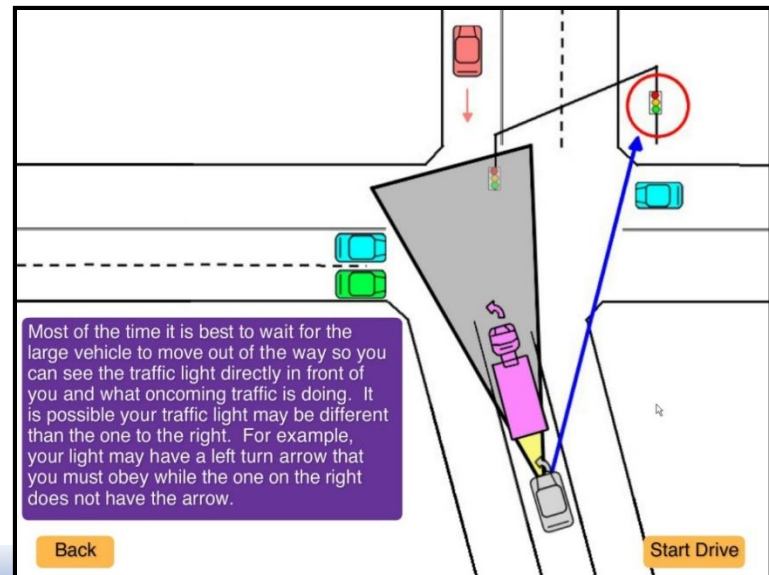 Most of the time it is best to wait for the
large vehicle to move out of the way so you
can see the traffic light directly in front of
you and what oncoming traffic is doing.  It
is possible your traffic light may be different
than the one to the right.  For example,
your light may have a left turn arrow that
you must obey while the one on the right
does not have the arrow.
Back
Start Drive